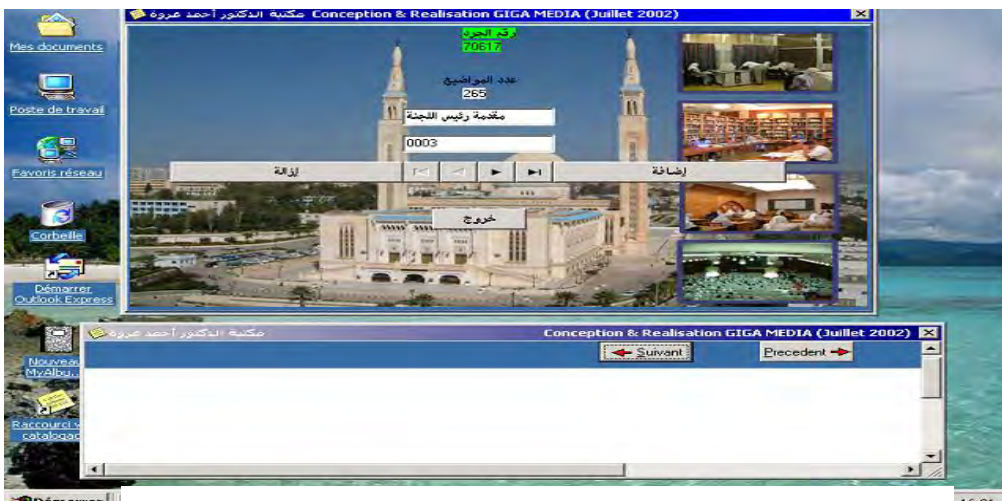 مكتبة الدكتور أحمد عروة Conception & Realisation GIGA MEDIA (Juillet 2002)
رقم الجرد
70617
عدد المواضيع
265
مقدمة رئيس اللجنة
0003
إزالة
إضافة
خروج
Mes documents
Poste de travail
Favoris réseau
Corbeille
Démarrer
Outlook Express
Nouveau
MyAlbu...
Raccourci v
catalogag
مكتبة الدكتور أحمد عروة Conception & Realisation GIGA MEDIA (Juillet 2002)
Suivant
Precedent